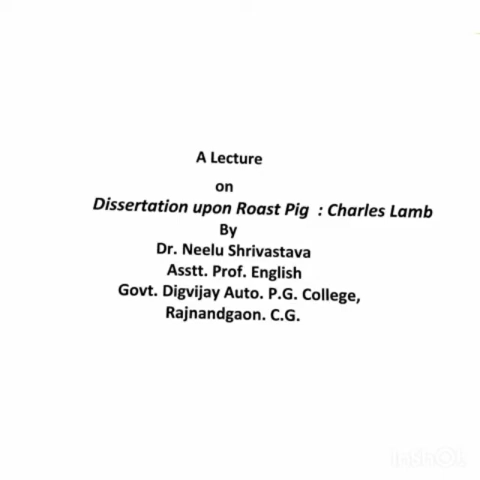 A Lecture
on
Dissertation upon Roast Pig : Charles Lamb
By
Dr. Neelu Shrivastava
Asstt. Prof. English
Govt. Digvijay Auto. P.G. College,
Rajnandgaon. C.G.